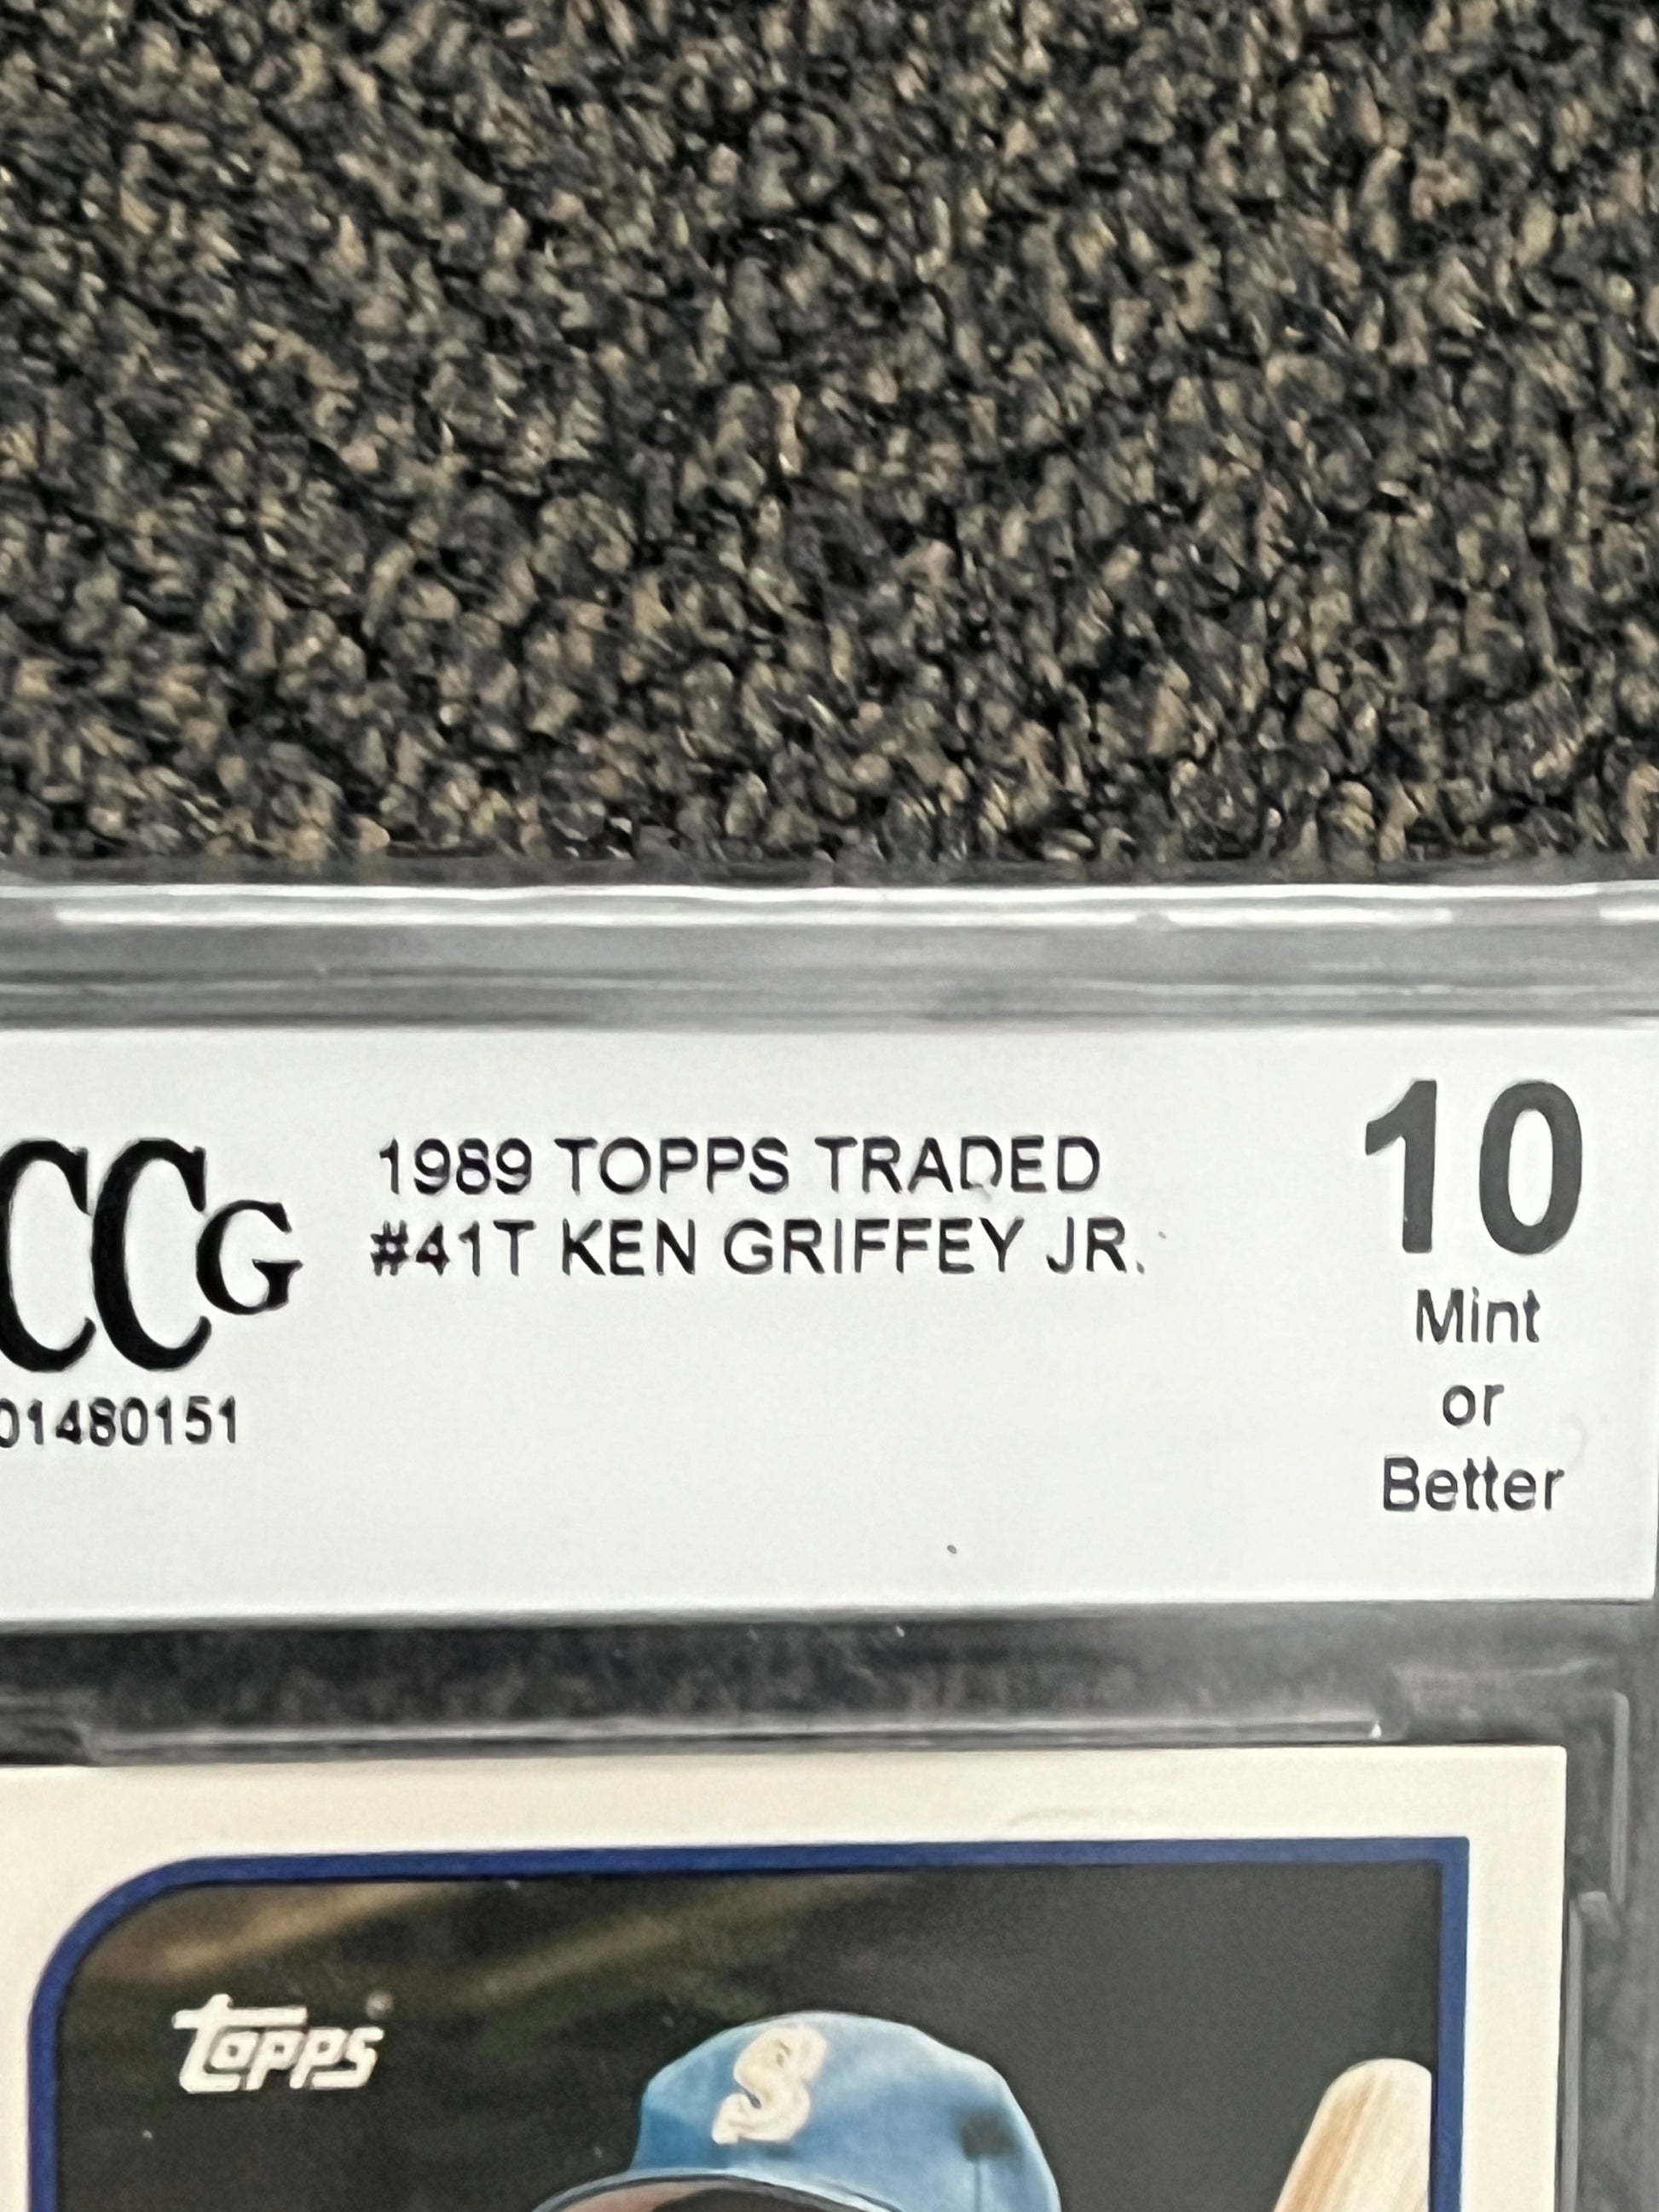 CCG
1989 TOPPS TRADED
#41T KEN GRIFFEY JR.
01480151
10
Mint
or
Better
topps
S